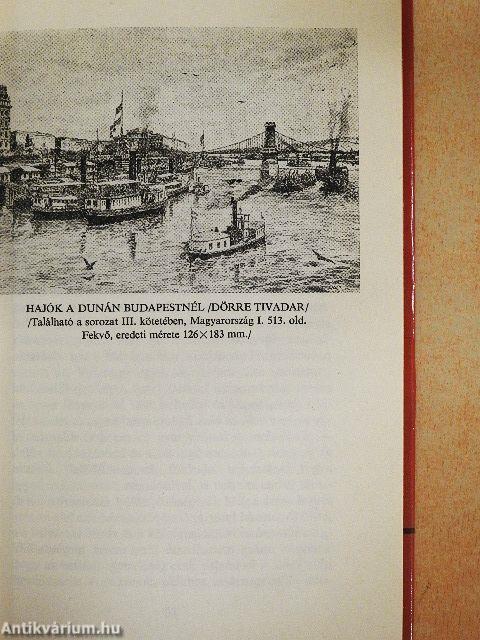 HAJÓK A DUNÁN BUDAPESTNÉL /DÖRRE TIVADAR/
/Található a sorozat III. kötetében, Magyarország I. 513. old.
Fekvő, eredeti mérete 126×183 mm./
Antikvárium.hu